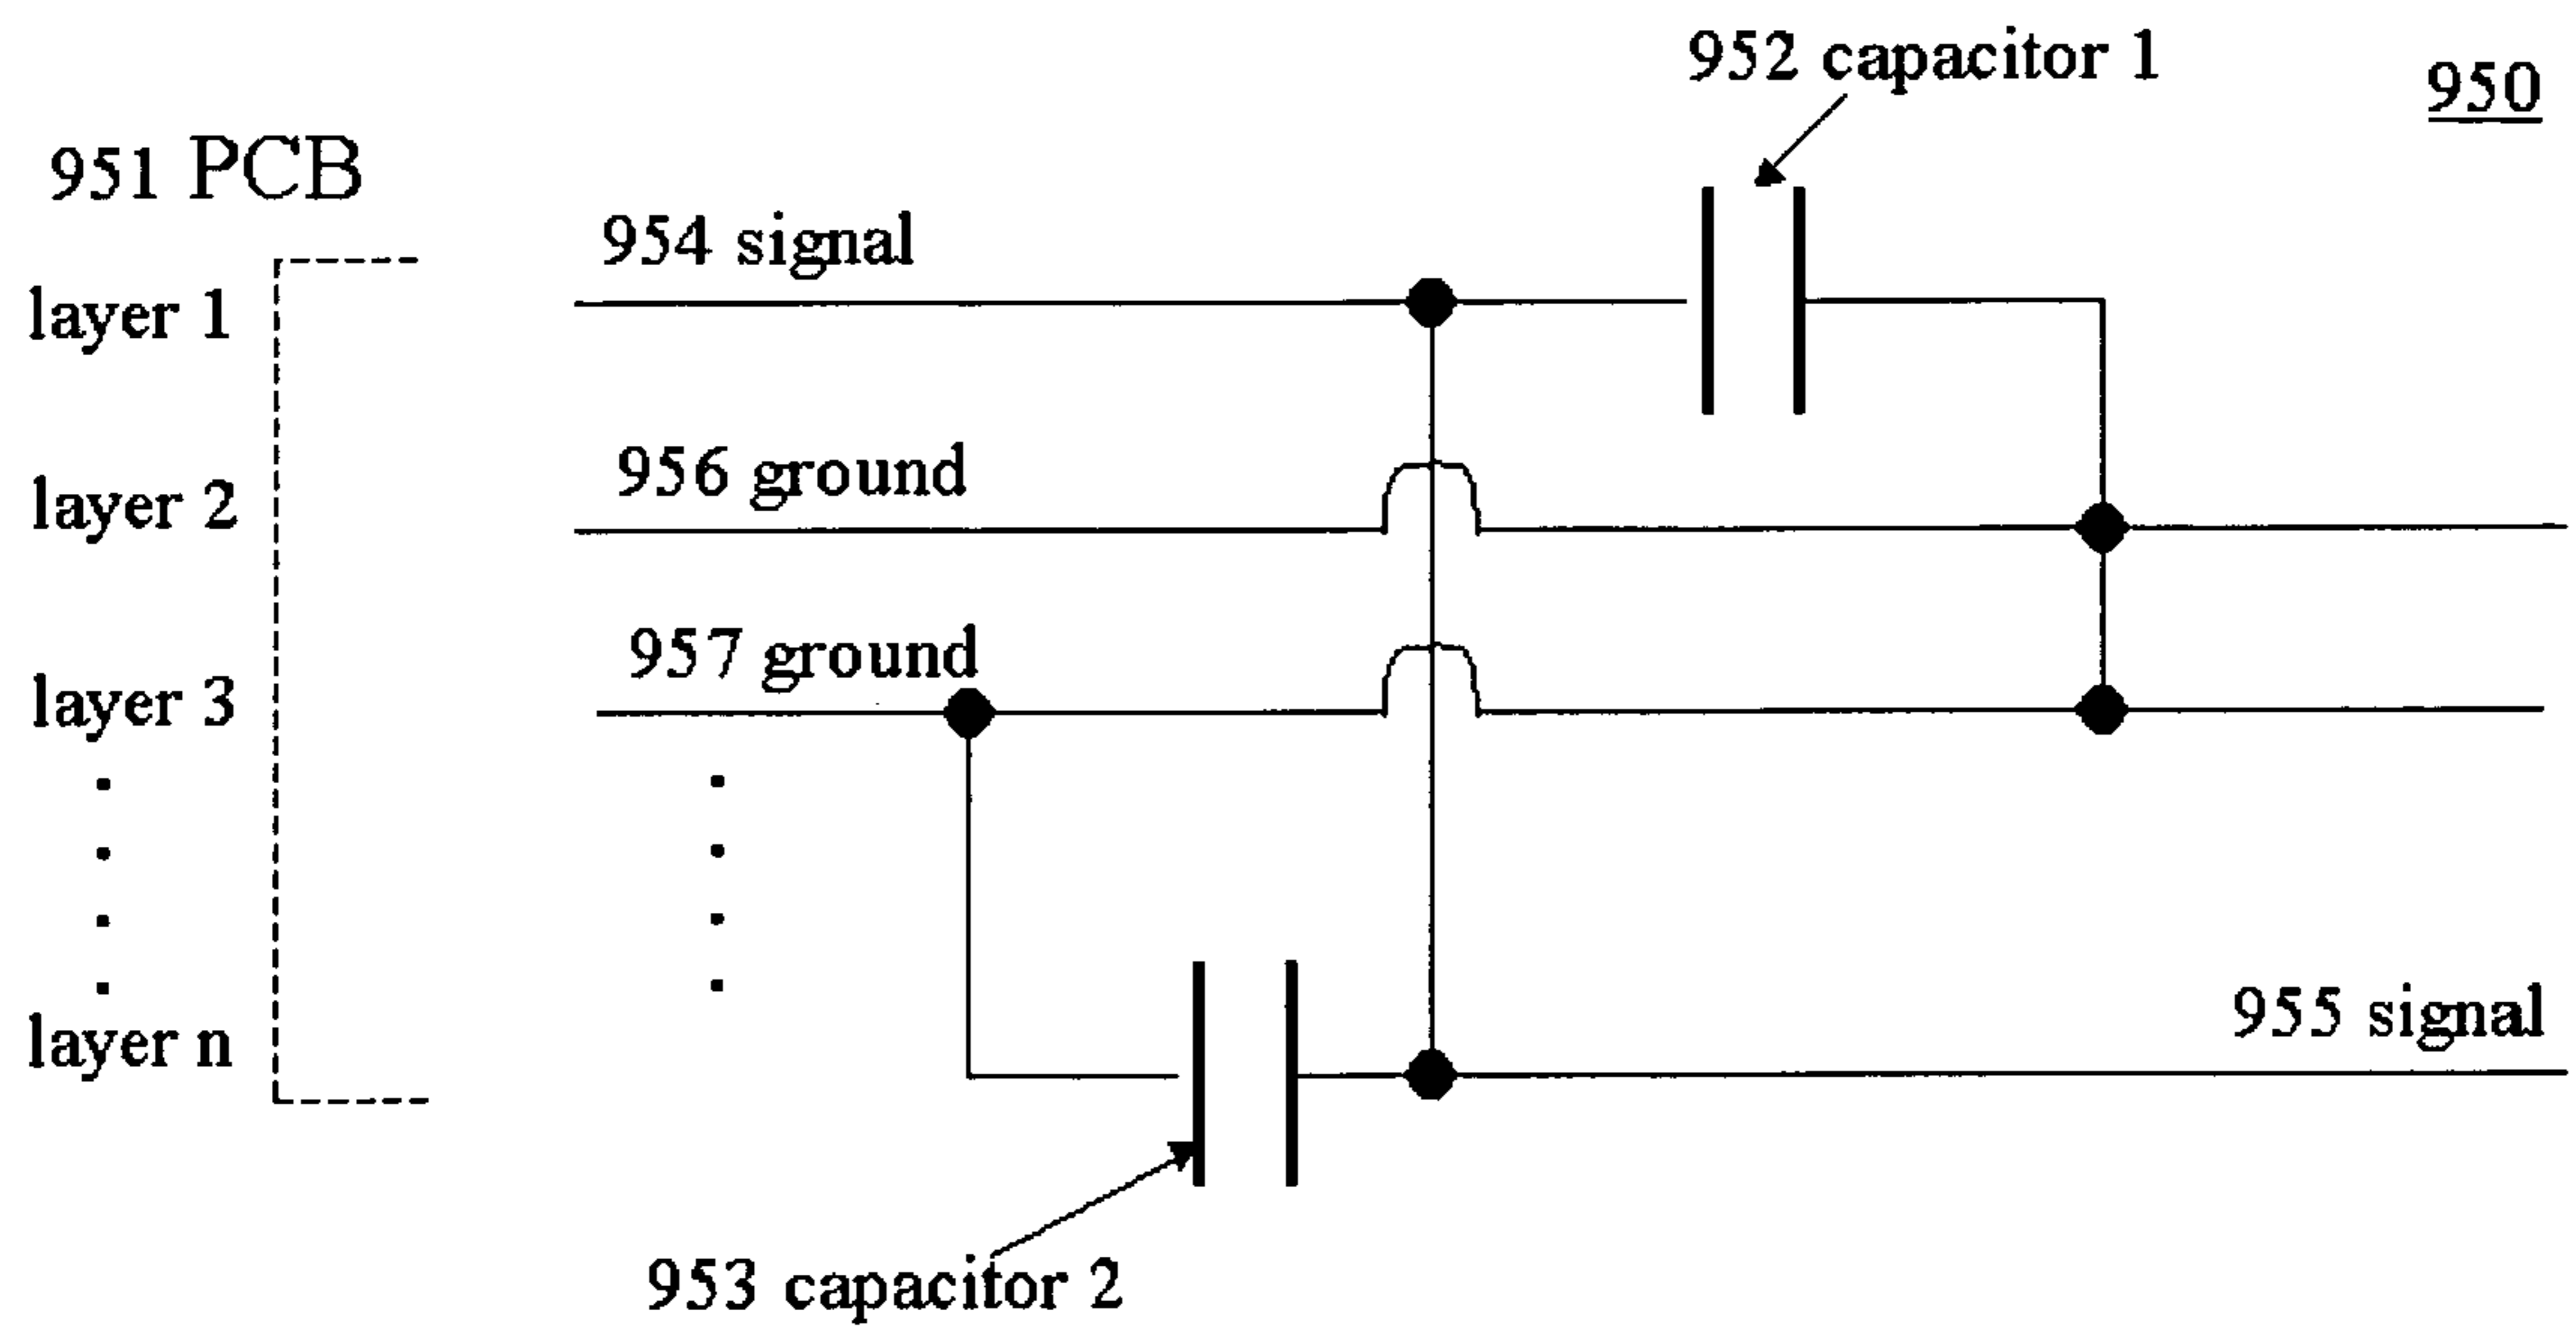 952 capacitor 1
950
951 PCB
954 signal
layer 1
956 ground
layer 2
957 ground
layer 3
955 signal
layer n
953 capacitor 2